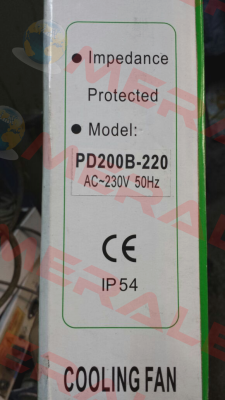 ● Impedance
Protected
● Model:
PD200B-220
AC~230V 50Hz
CE
IP54
COOLING FAN